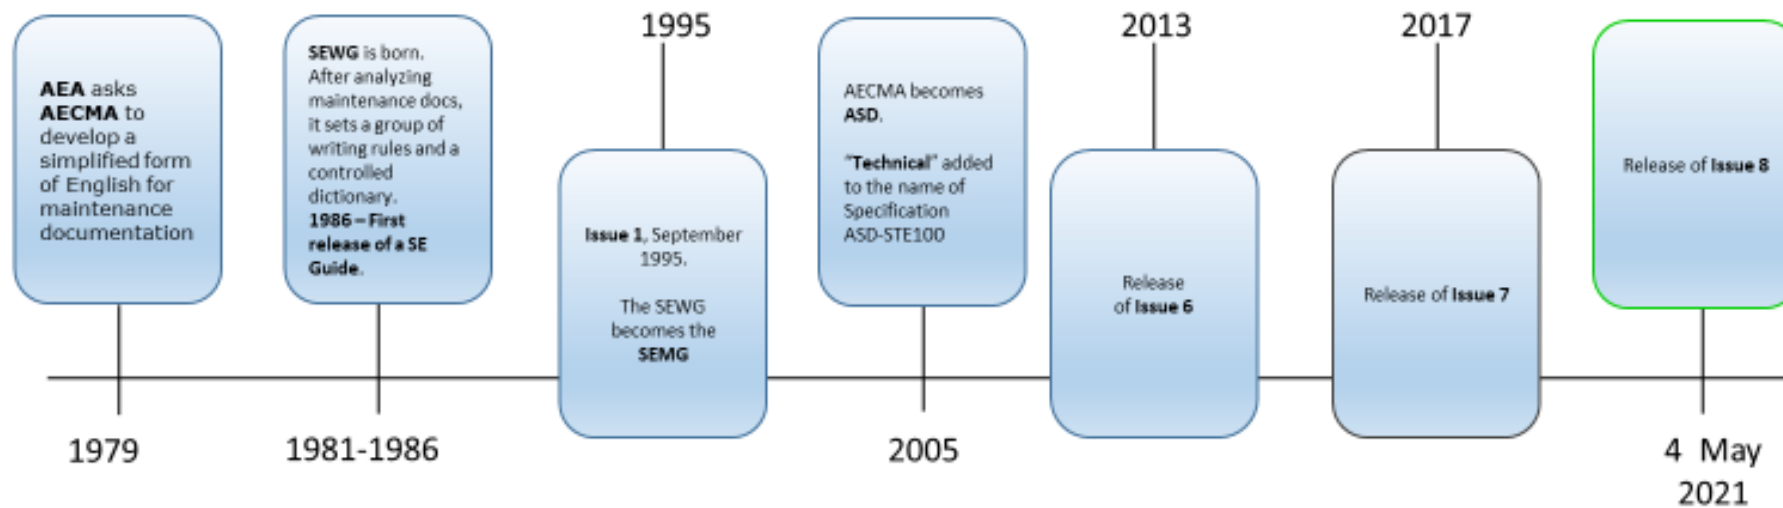 AEA asks
AECMA to
develop a
simplified form
of English for
maintenance
documentation
1979
SEWG is born.
After analyzing
maintenance docs,
it sets a group of
writing rules and a
controlled
dictionary.
1986 – First
release of a SE
Guide.
1981-1986
1995
Issue 1, September
1995.
The SEWG
becomes the
SEMG
AECMA becomes
ASD.
“Technical” added
to the name of
Specification
ASD-STE100
2005
2013
Release
of Issue 6
2017
Release of Issue 7
Release of Issue 8
4 May
2021